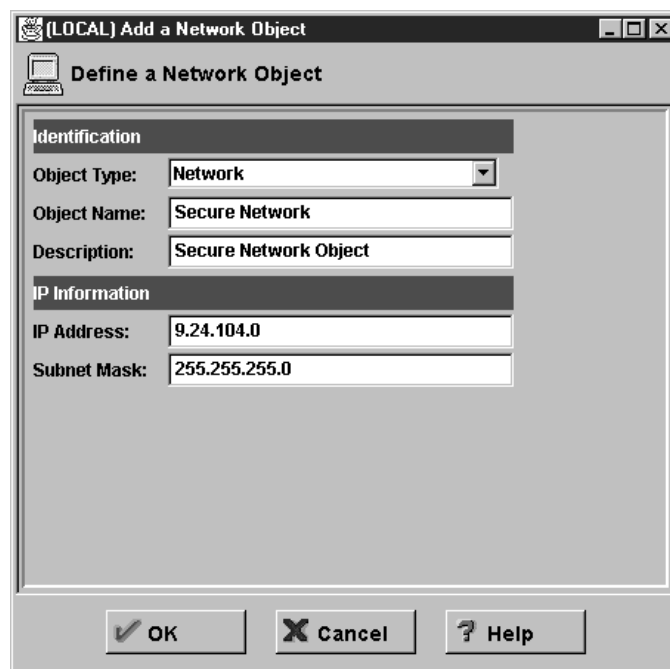 (LOCAL) Add a Network Object
Define a Network Object
Identification
Object Type: Network
Object Name: Secure Network
Description: Secure Network Object
IP Information
IP Address: 9.24.104.0
Subnet Mask: 255.255.255.0
OK Cancel Help